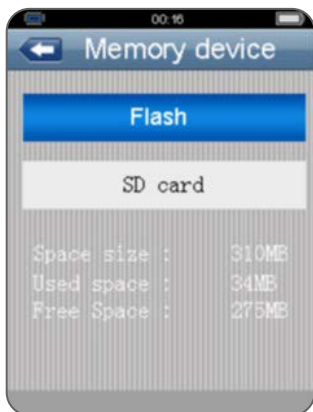 00:16
Memory device
Flash
SD card
Space size : 310MB
Used space : 34MB
Free Space : 275MB